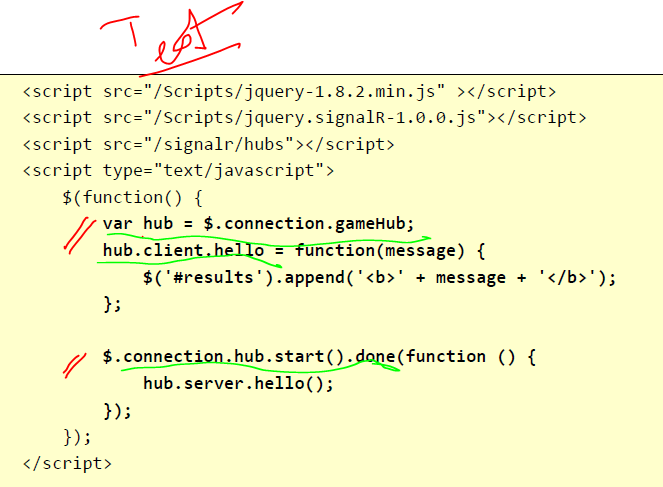 Test
<script src="/Scripts/jquery-1.8.2.min.js" ></script>
<script src="/Scripts/jquery.signalR-1.0.0.js"></script>
<script src="/signalr/hubs"></script>
<script type="text/javascript">
    $(function() {
        var hub = $.connection.gameHub;
        hub.client.hello = function(message) {
            $('#results').append('<b>' + message + '</b>');
        };

        $.connection.hub.start().done(function () {
            hub.server.hello();
        });
    });
</script>